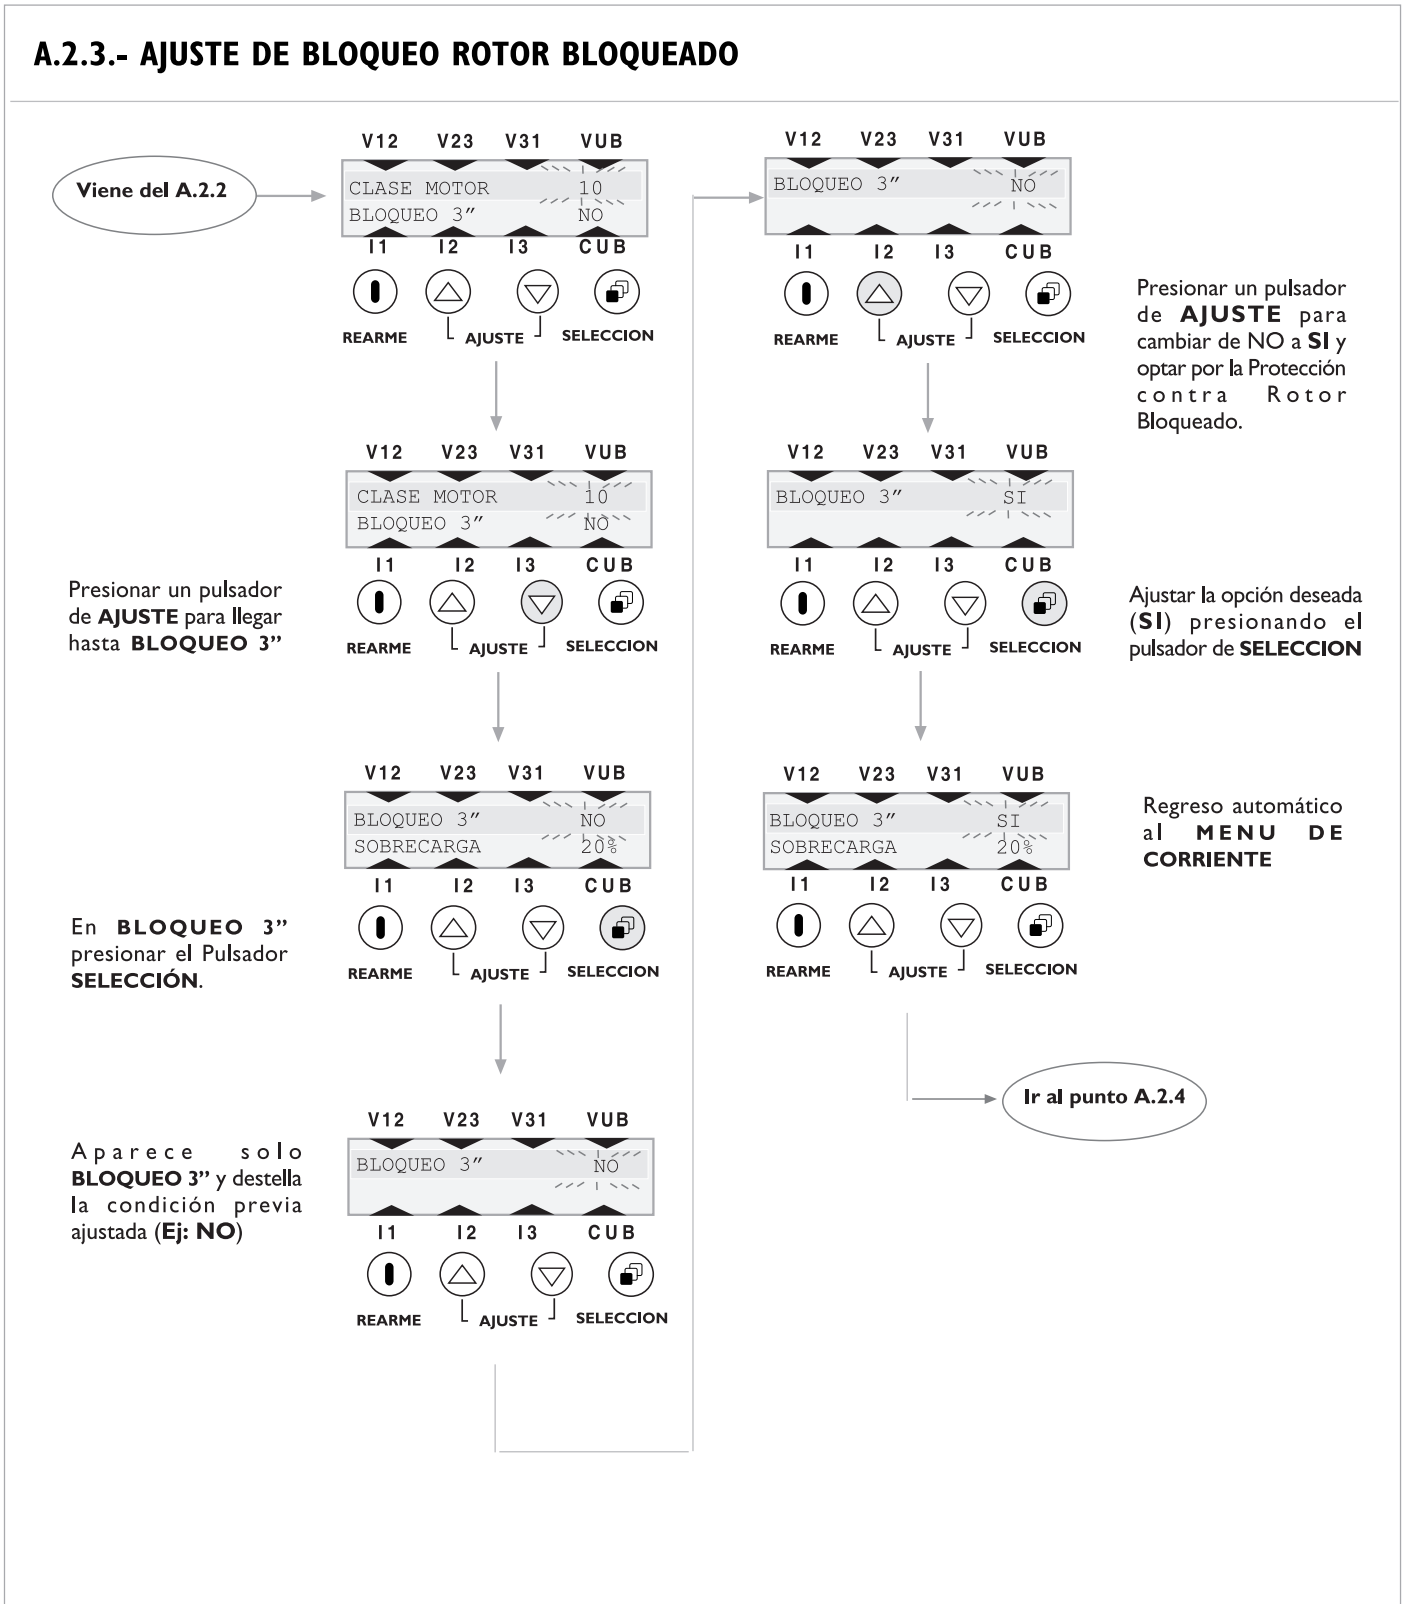 A.2.3.- AJUSTE DE BLOQUEO ROTOR BLOQUEADO
Viene del A.2.2
V12 V23 V31 VUB
CLASE MOTOR 10
BLOQUEO 3” NO
I1 I2 I3 CUB
REARME AJUSTE SELECCION
V12 V23 V31 VUB
CLASE MOTOR 10
BLOQUEO 3” NO
I1 I2 I3 CUB
REARME AJUSTE SELECCION
Presionar un pulsador
de AJUSTE para llegar
hasta BLOQUEO 3”
V12 V23 V31 VUB
BLOQUEO 3” NO
SOBRECARGA 20%
I1 I2 I3 CUB
REARME AJUSTE SELECCION
En BLOQUEO 3”
presionar el Pulsador
SELECCIÓN.
V12 V23 V31 VUB
BLOQUEO 3” NO
I1 I2 I3 CUB
REARME AJUSTE SELECCION
Aparece solo
BLOQUEO 3” y destella
la condición previa
ajustada (Ej: NO)
V12 V23 V31 VUB
BLOQUEO 3” NO
I1 I2 I3 CUB
REARME AJUSTE SELECCION
Presionar un pulsador
de AJUSTE para
cambiar de NO a SI y
optar por la Protección
contra Rotor
Bloqueado.
V12 V23 V31 VUB
BLOQUEO 3” SI
I1 I2 I3 CUB
REARME AJUSTE SELECCION
Ajustar la opción deseada
(SI) presionando el
pulsador de SELECCION
V12 V23 V31 VUB
BLOQUEO 3” SI
SOBRECARGA 20%
I1 I2 I3 CUB
REARME AJUSTE SELECCION
Regreso automático
al MENU DE
CORRIENTE
Ir al punto A.2.4